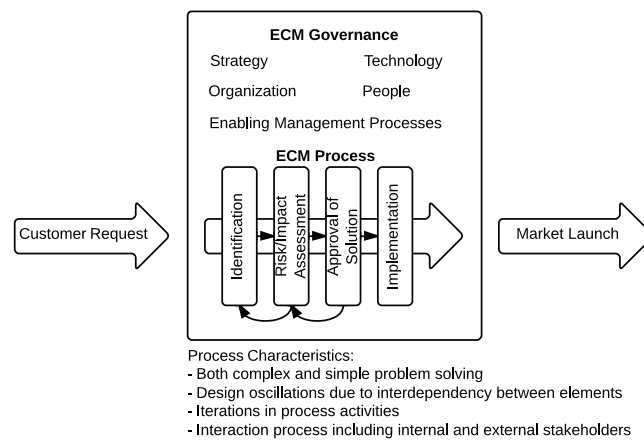 ECM Governance
Strategy Technology
Organization People
Enabling Management Processes
ECM Process
Customer Request
Identification
Risk/Impact
Assessment
Approval of
Solution
Implementation
Market Launch
Process Characteristics:
- Both complex and simple problem solving
- Design oscillations due to interdependency between elements
- Iterations in process activities
- Interaction process including internal and external stakeholders